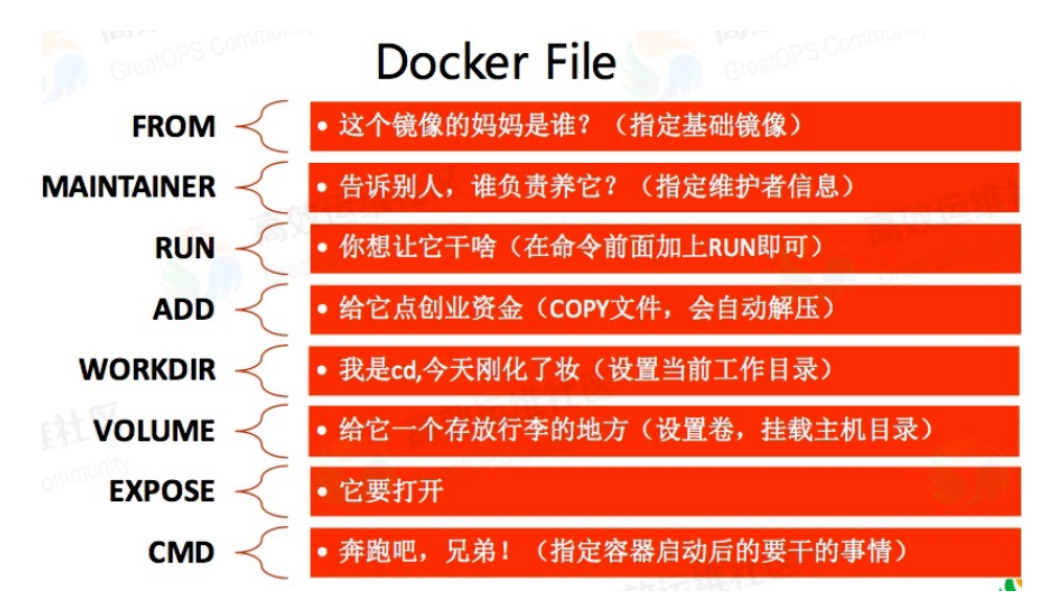 GreatOPS Community
GreatOPS Community
Docker File
FROM
• 这个镜像的妈妈是谁？（指定基础镜像）
MAINTAINER
• 告诉别人，谁负责养它？（指定维护者信息）
RUN
• 你想让它干啥（在命令前面加上RUN即可）
ADD
• 给它点创业资金（COPY文件，会自动解压）
WORKDIR
• 我是cd,今天刚化了妆（设置当前工作目录）
VOLUME
• 给它一个存放行李的地方（设置卷，挂载主机目录）
EXPOSE
• 它要打开
CMD
• 奔跑吧，兄弟！（指定容器启动后的要干的事情）